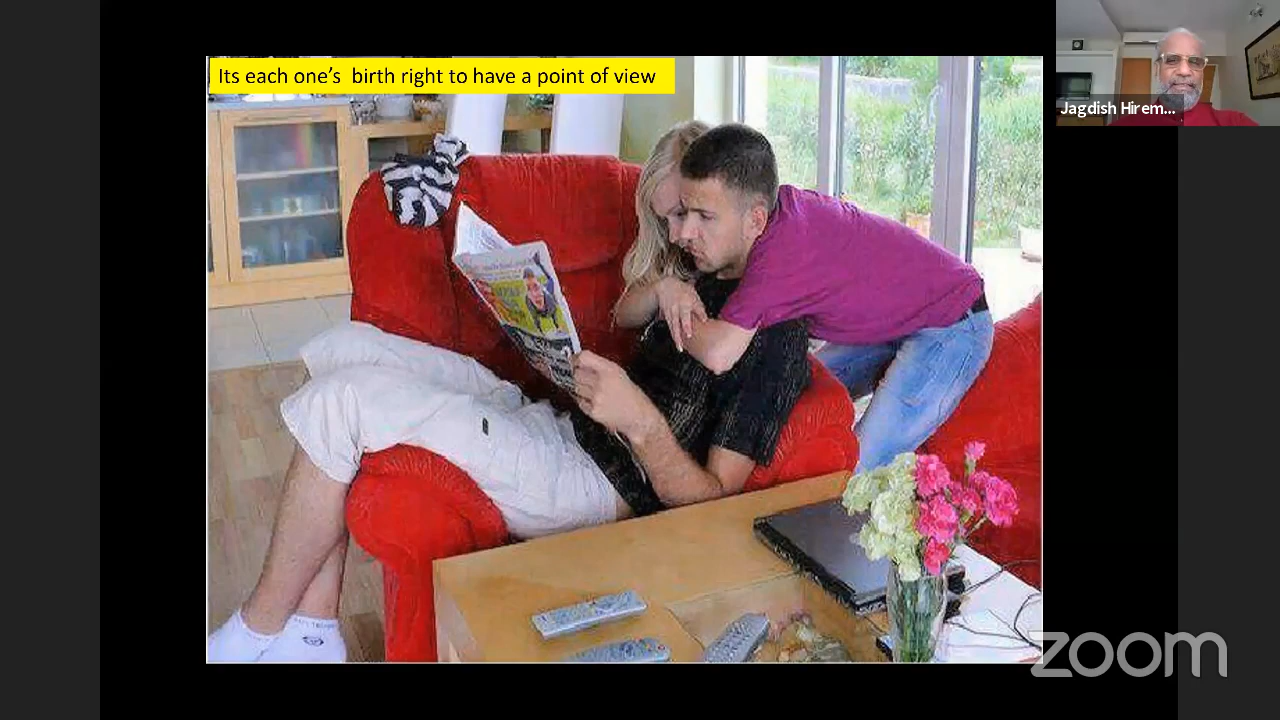 Its each one's  birth right to have a point of view
Jagdish Hirem...
zoom